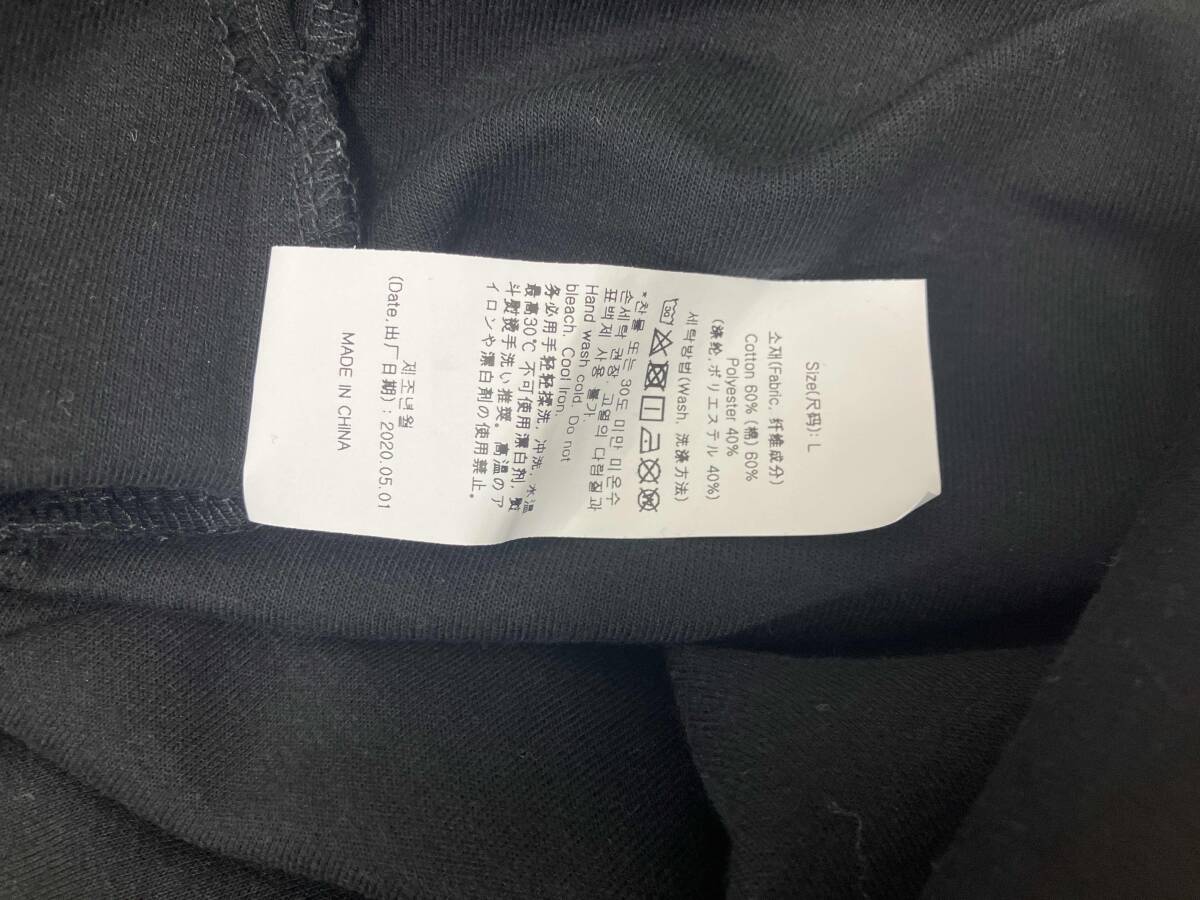 Size(尺码): L
소재(Fabric, 纤维成分)
Cotton 60% (棉) 60%
Polyester 40%
(涤纶,ポリエステル 40%)
세탁방법(Wash, 洗涤方法)
*찬물 또는 30도 미만 미온수
손세탁 권장. 고열의 다림질과
표백제 사용 불가.
Hand wash cold. Do not
bleach. Cool Iron.
务必用手轻轻揉洗, 冲洗, 水温
最高30℃ 不可使用漂白剂, 熨
斗熨烫手洗い推奨。高温のア
イロンや漂白剤の使用禁止。
제조년월
(Date,出厂日期) : 2020.05.01
MADE IN CHINA